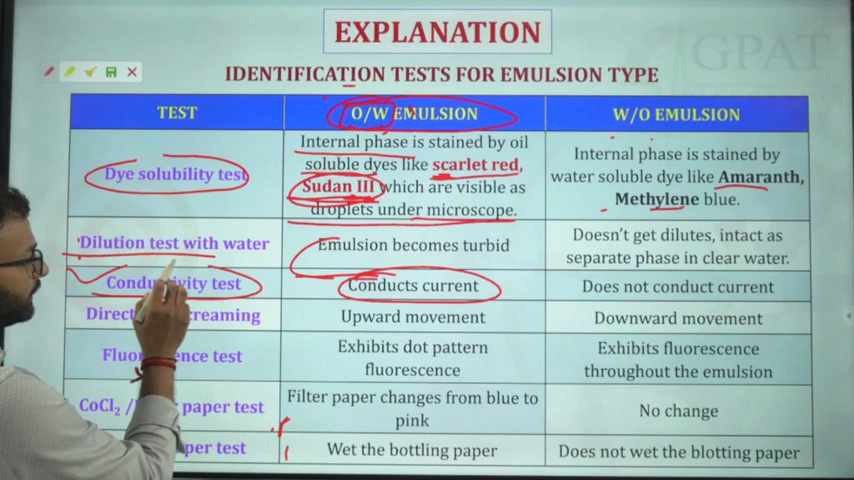 EXPLANATION
GPAT
IDENTIFICATION TESTS FOR EMULSION TYPE
TEST
O/W EMULSION
W/O EMULSION
Dye solubility test
Internal phase is stained by oil
soluble dyes like scarlet red,
Sudan III which are visible as
droplets under microscope.
Internal phase is stained by
water soluble dye like Amaranth,
Methylene blue.
Dilution test with water
Emulsion becomes turbid
Doesn't get dilutes, intact as
separate phase in clear water.
Conductivity test
Conducts current
Does not conduct current
Direct creaming
Upward movement
Downward movement
Fluor nce test
Exhibits dot pattern
fluorescence
Exhibits fluorescence
throughout the emulsion
CoCl₂ / paper test
Filter paper changes from blue to
pink
No change
per test
Wet the bottling paper
Does not wet the blotting paper